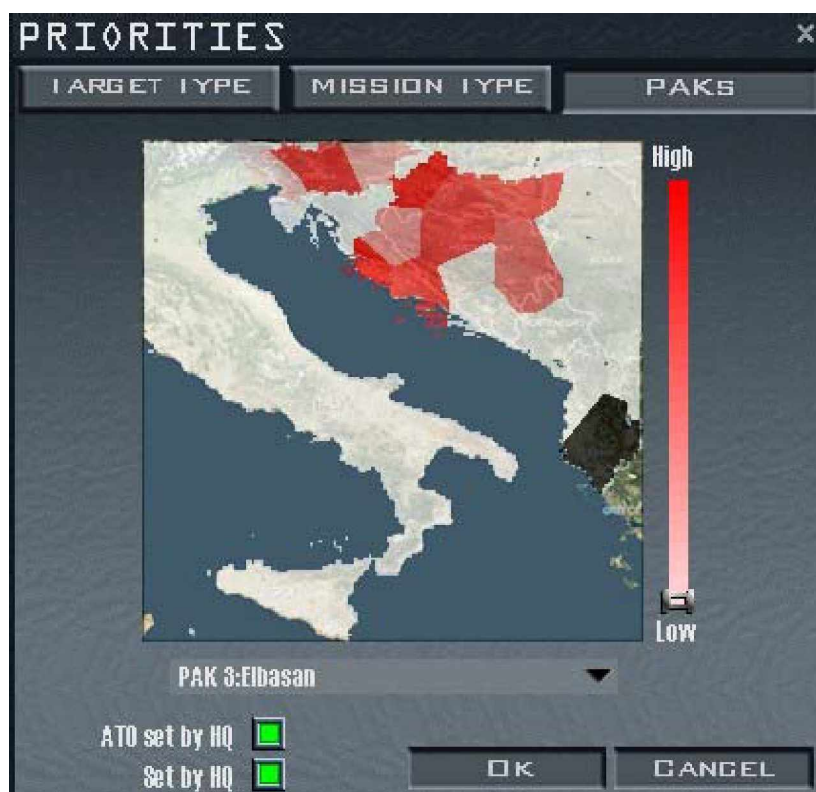 PRIORITIES
TARGET TYPE
MISSION TYPE
PAKs
High
Low
PAK 3:Elbasan
ATO set by HQ
Set by HQ
OK
CANCEL